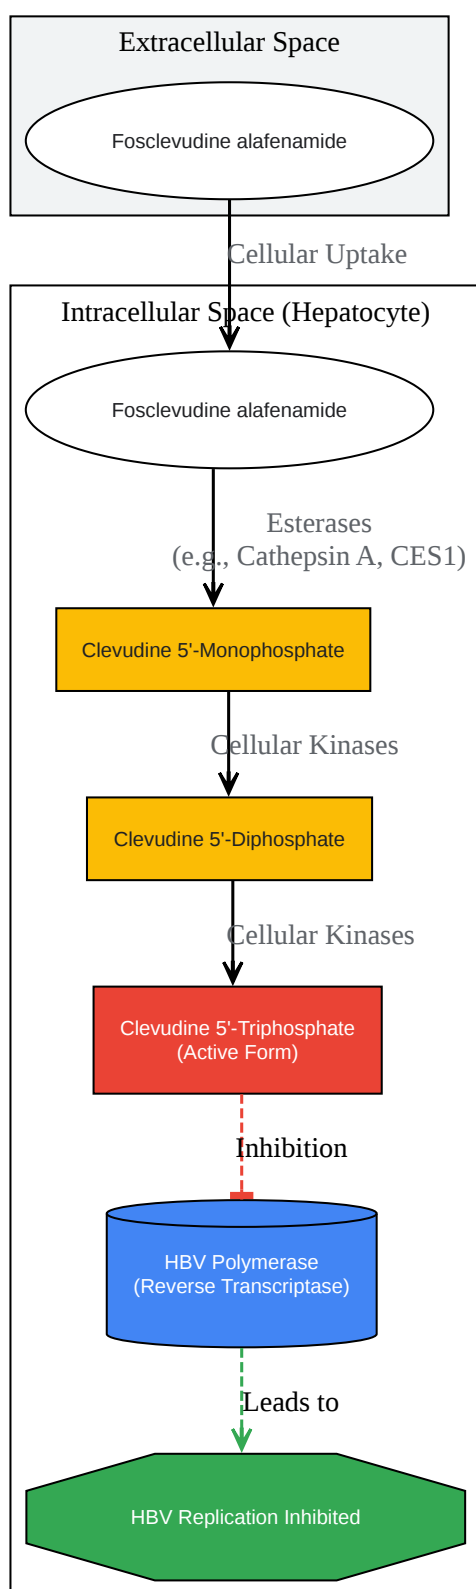 Extracellular Space
Fosclevudine alafenamide
Cellular Uptake
Intracellular Space (Hepatocyte)
Fosclevudine alafenamide
Esterases
(e.g., Cathepsin A, CES1)
Clevudine 5'-Monophosphate
Cellular Kinases
Clevudine 5'-Diphosphate
Cellular Kinases
Clevudine 5'-Triphosphate
(Active Form)
Inhibition
HBV Polymerase
(Reverse Transcriptase)
Leads to
HBV Replication Inhibited